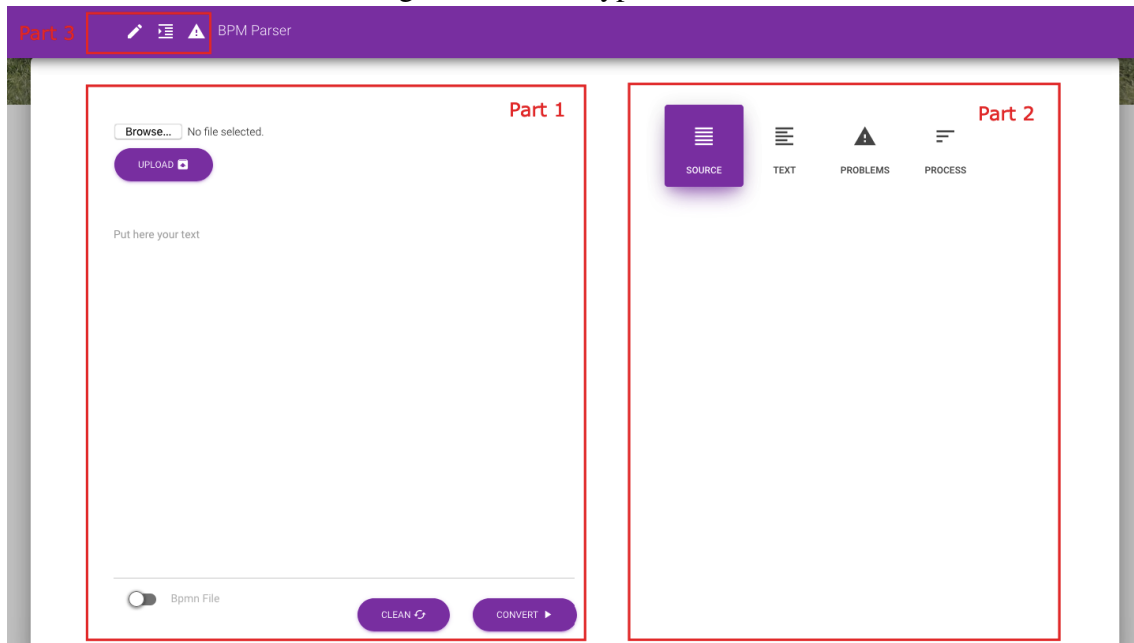 Part 3
BPM Parser
Part 1
Browse... No file selected.
UPLOAD
Put here your text
Bpmn File
CLEAN
CONVERT
Part 2
SOURCE
TEXT
PROBLEMS
PROCESS